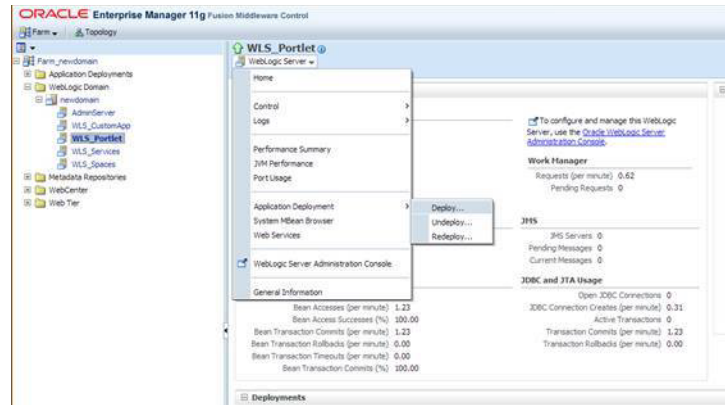 ORACLE Enterprise Manager 11g Fusion Middleware Control
Farm Topology
Farm_newdomain
Application Deployments
WebLogic Domain
newdomain
AdminServer
WLS_CustomApp
WLS_Portlet
WLS_Services
WLS_Spaces
Metadata Repositories
WebCenter
Web Tier
WLS_Portlet
WebLogic Server
Home
Control
Logs
Performance Summary
JVM Performance
Port Usage
Application Deployment
System MBean Browser
Web Services
WebLogic Server Administration Console
General Information
Deploy...
Undeploy...
Redeploy...
To configure and manage this WebLogic
Server, use the Oracle WebLogic Server
Administration Console.
Work Manager
Requests (per minute) 0.62
Pending Requests 0
JMS
JMS Servers 0
Pending Messages 0
Current Messages 0
JDBC and JTA Usage
Open JDBC Connections 0
JDBC Connection Creates (per minute) 0.31
Active Transactions 0
Transaction Commits (per minute) 1.23
Transaction Rollbacks (per minute) 0.00
Bean Accesses (per minute) 1.23
Bean Access Successes (%) 100.00
Bean Transaction Commits (per minute) 1.23
Bean Transaction Rollbacks (per minute) 0.00
Bean Transaction Timeouts (per minute) 0.00
Bean Transaction Commits (%) 100.00
Deployments